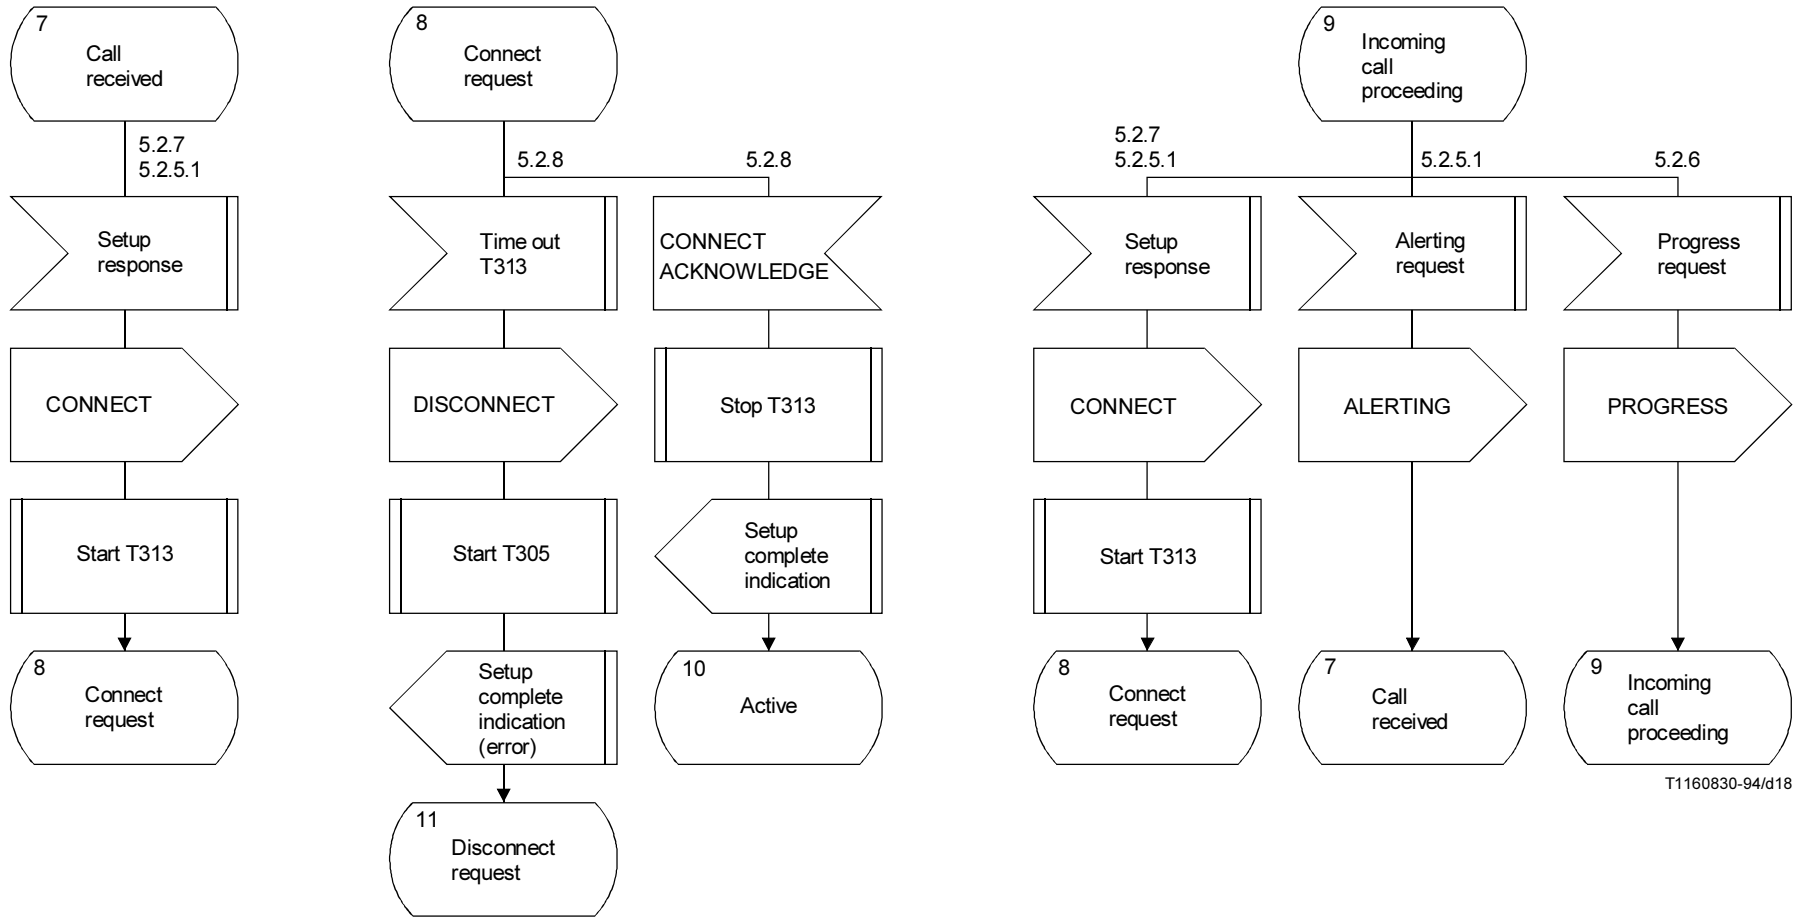 7
Call
received
5.2.7
5.2.5.1
Setup
response
CONNECT
Start T313
8
Connect
request
8
Connect
request
5.2.8
Time out
T313
DISCONNECT
Start T305
Setup
complete
indication
(error)
11
Disconnect
request
5.2.8
CONNECT
ACKNOWLEDGE
Stop T313
Setup
complete
indication
10
Active
9
Incoming
call
proceeding
5.2.7
5.2.5.1
Setup
response
CONNECT
Start T313
8
Connect
request
5.2.5.1
Alerting
request
ALERTING
7
Call
received
5.2.6
Progress
request
PROGRESS
9
Incoming
call
proceeding
T1160830-94/d18